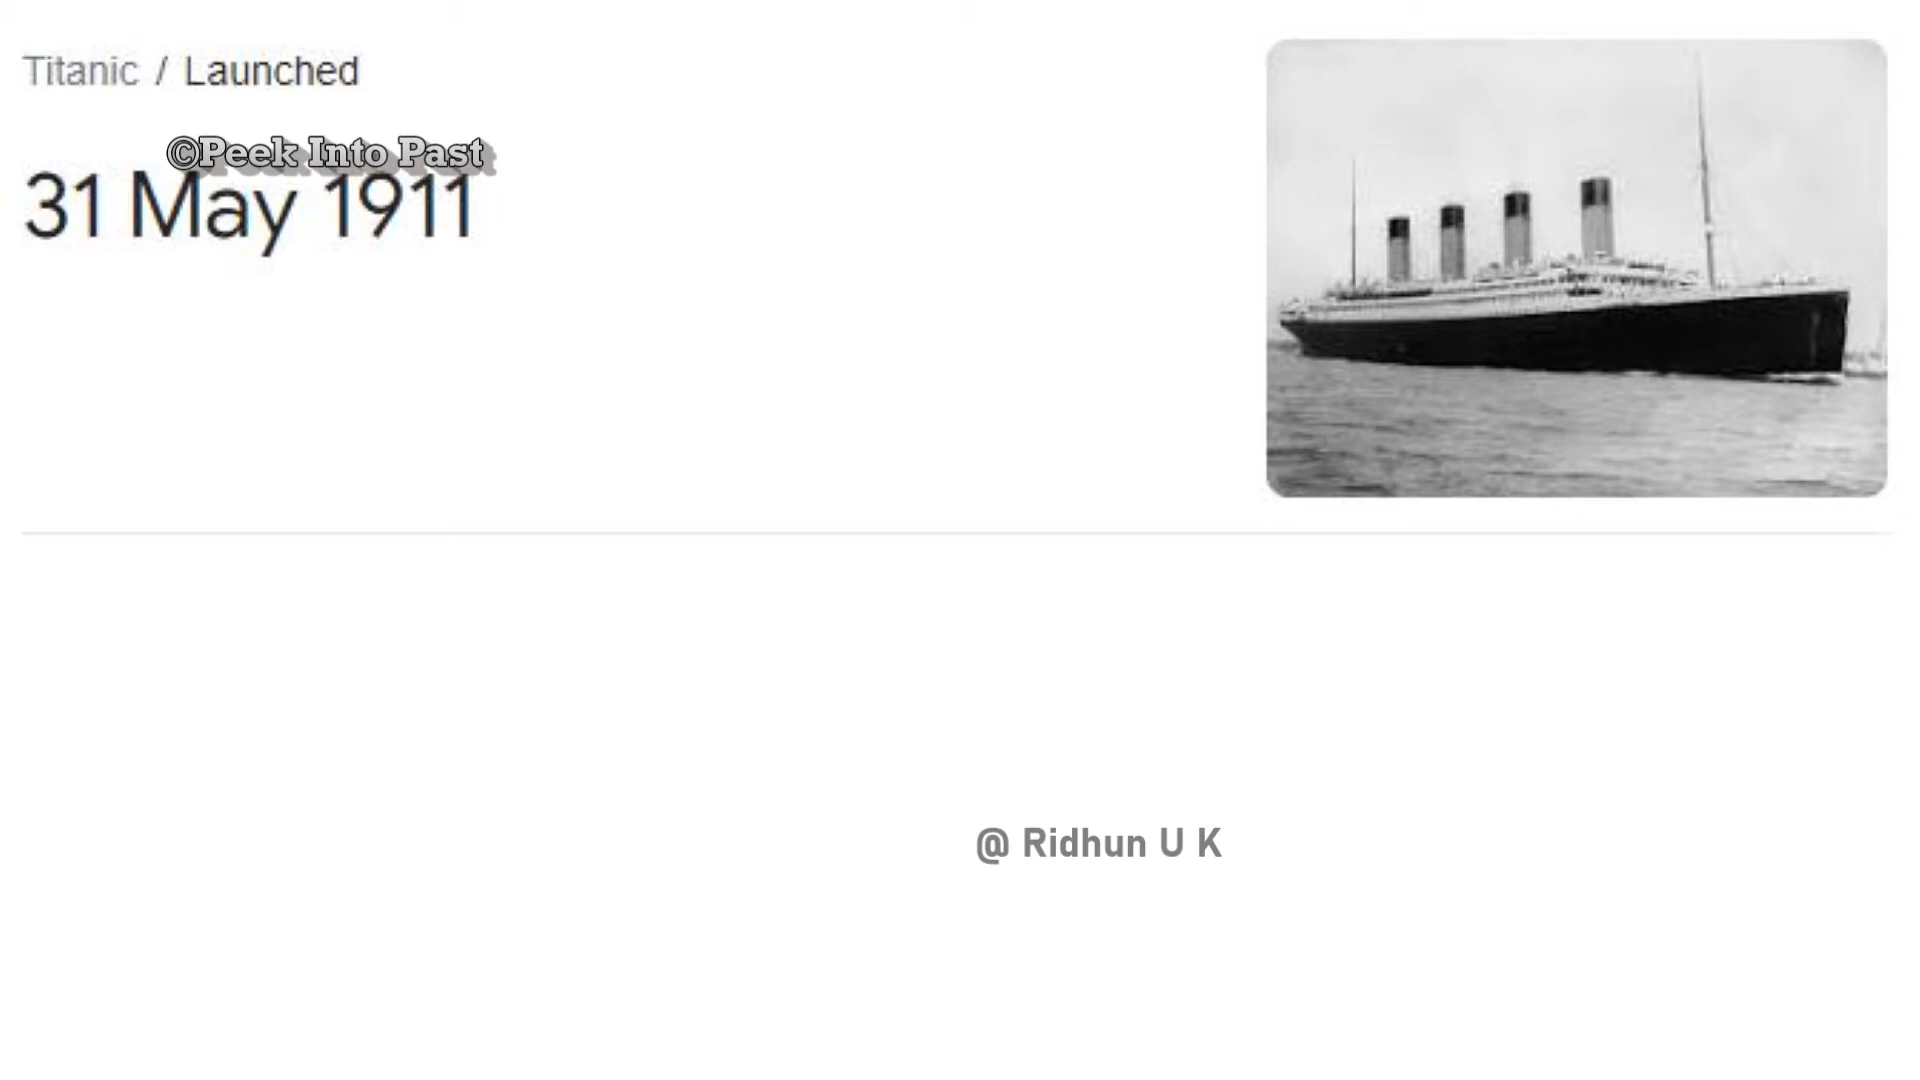 Titanic / Launched
©Peek Into Past
31 May 1911
@ Ridhun U K